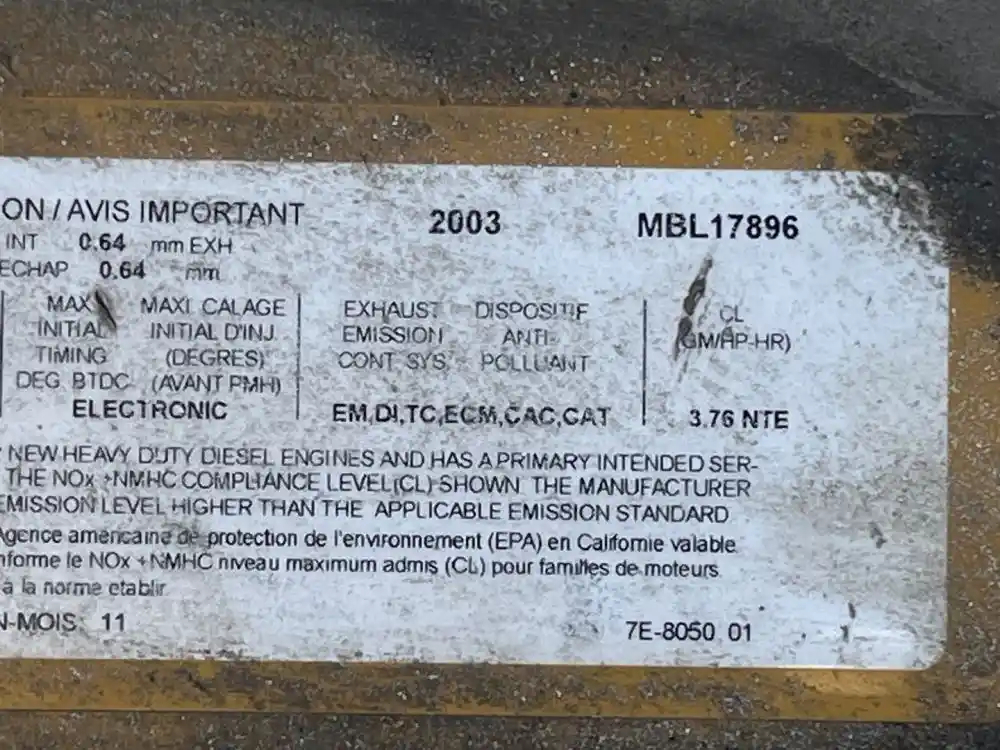 ON / AVIS IMPORTANT 2003 MBL17896
INT 0.64 mm EXH
ECHAP 0.64 mm
MAX MAXI CALAGE EXHAUST DISPOSITIF CL
INITIAL INITIAL D'INJ. EMISSION ANTI- (GM/HP-HR)
TIMING (DEGRES) CONT SYS POLLUANT
DEG BTDC (AVANT PMH)
ELECTRONIC EM,DI,TC,ECM,CAC,CAT 3.76 NTE
NEW HEAVY DUTY DIESEL ENGINES AND HAS A PRIMARY INTENDED SER-
THE NOx +NMHC COMPLIANCE LEVEL(CL) SHOWN THE MANUFACTURER
EMISSION LEVEL HIGHER THAN THE APPLICABLE EMISSION STANDARD
Agence americaine de protection de l'environnement (EPA) en Californie valable
nforme le NOx +NMHC niveau maximum admis (CL) pour familles de moteurs
à la norme etablir
N-MOIS: 11 7E-8050 01